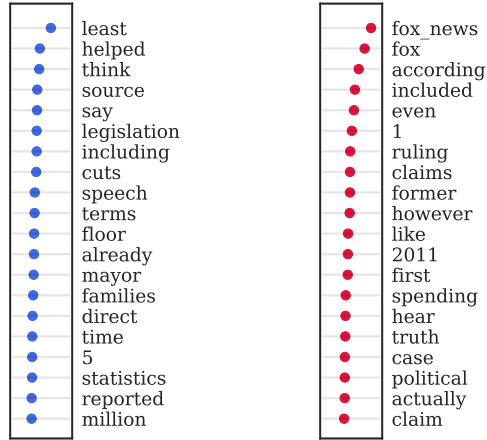 least
helped
think
source
say
legislation
including
cuts
speech
terms
floor
already
mayor
families
direct
time
5
statistics
reported
million
fox_news
fox
according
included
even
1
ruling
claims
former
however
like
2011
first
spending
hear
truth
case
political
actually
claim